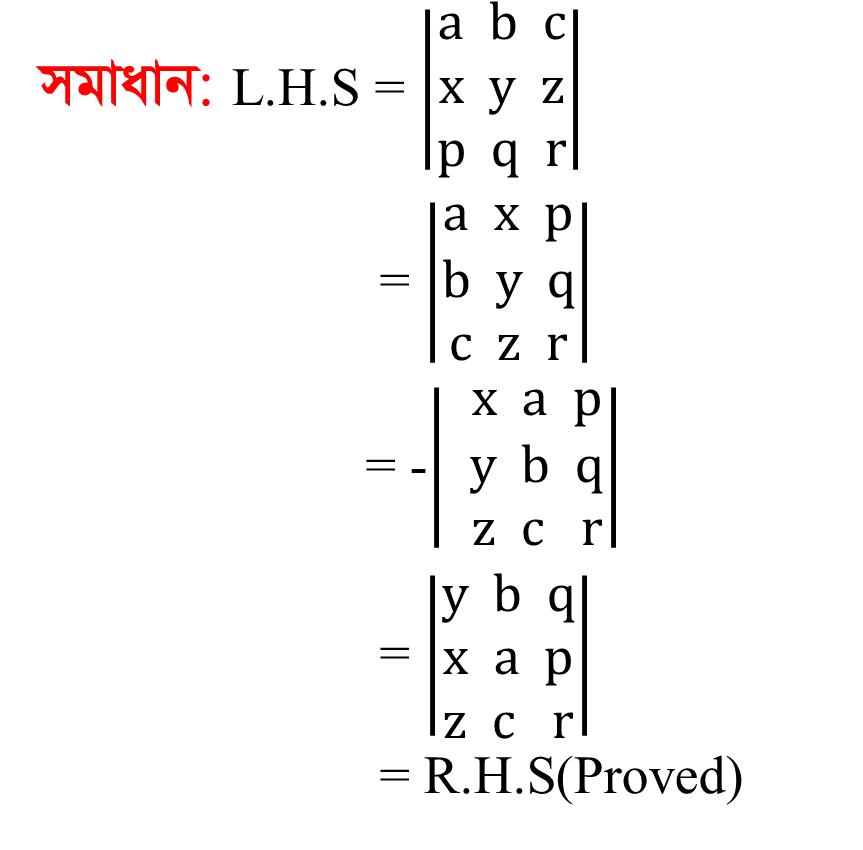 a b c
সমাধান: L.H.S = x y z
p q r
a x p
= b y q
c z r
x a p
= - y b q
z c r
y b q
= x a p
z c r
= R.H.S(Proved)